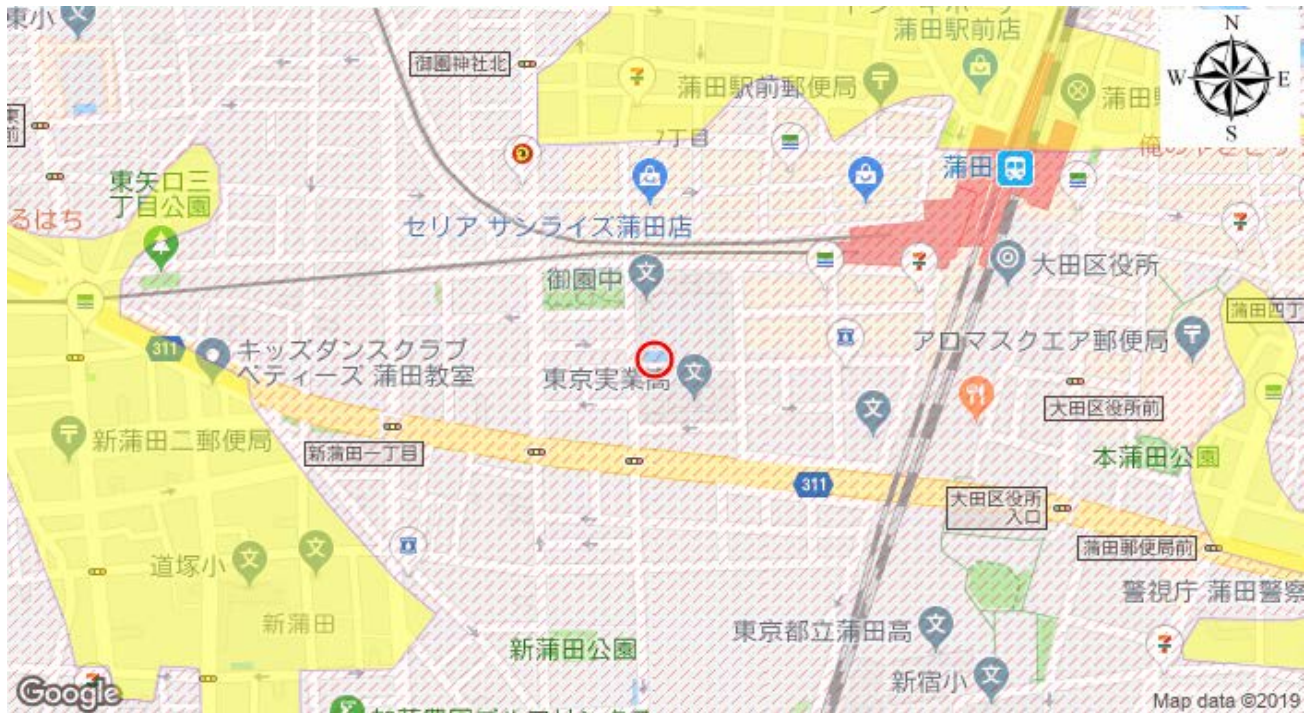 東小
御園神社北
蒲田駅前店
蒲田駅前郵便局
蒲田
N
W
E
S
7丁目
東矢口三
丁目公園
るはち
セリア サンライズ蒲田店
蒲田
御園中
大田区役所
蒲田四丁
311
キッズダンスクラブ
ペティーズ 蒲田教室
東京実業高
アロマスクエア郵便局
大田区役所前
新蒲田二郵便局
新蒲田一丁目
本蒲田公園
311
大田区役所
入口
蒲田郵便局前
道塚小
警視庁 蒲田警察
新蒲田
東京都立蒲田高
新蒲田公園
新宿小
Google
Map data ©2019